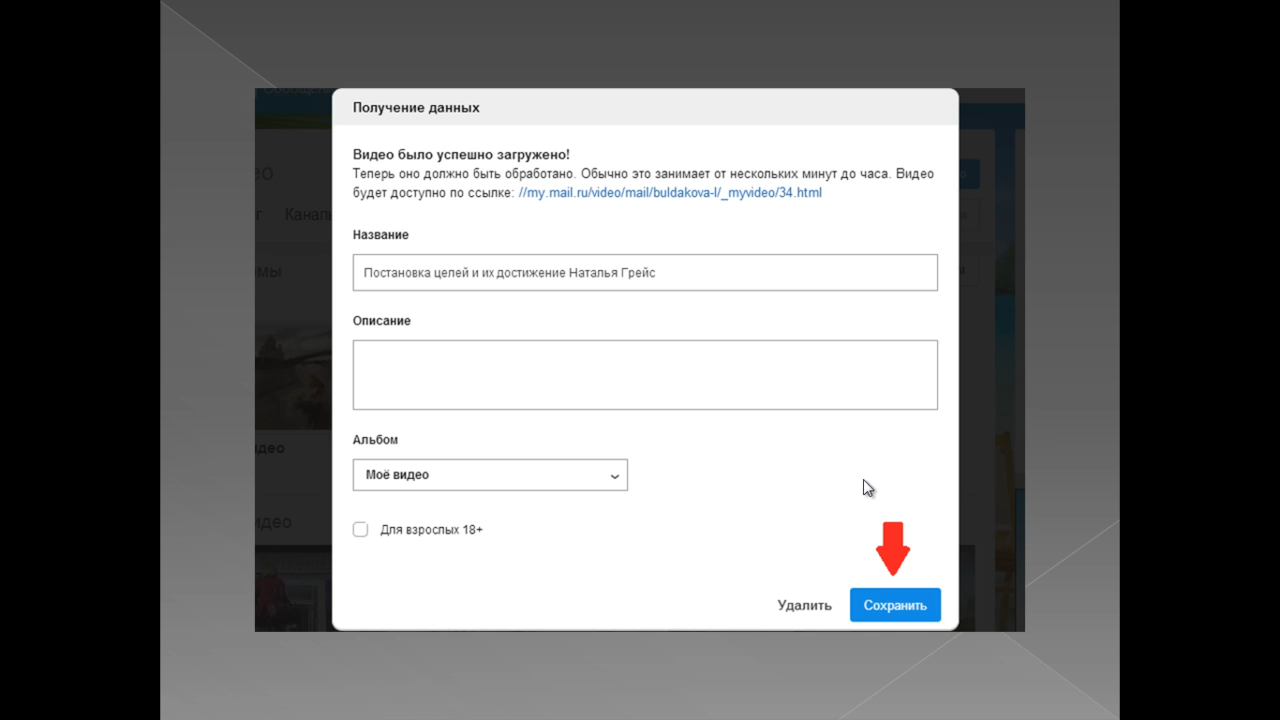 Получение данных
Видео было успешно загружено!
Теперь оно должно быть обработано. Обычно это занимает от нескольких минут до часа. Видео
будет доступно по ссылке: //my.mail.ru/video/mail/buldakova-l/_myvideo/34.html
Название
Постановка целей и их достижение Наталья Грейс
Описание
Альбом
Моё видео
Для взрослых 18+
Удалить
Сохранить